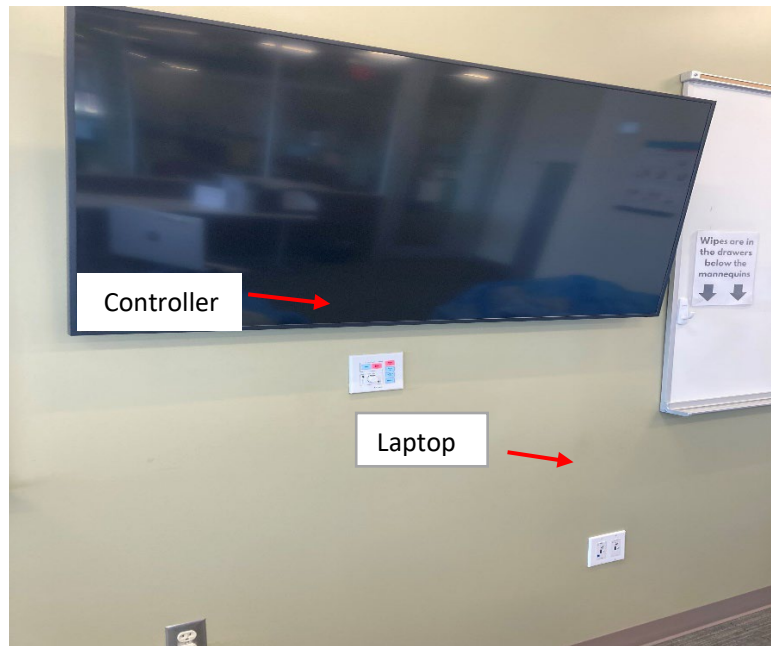 Wipes are in
the drawers
below the
mannequins
Controller
Laptop